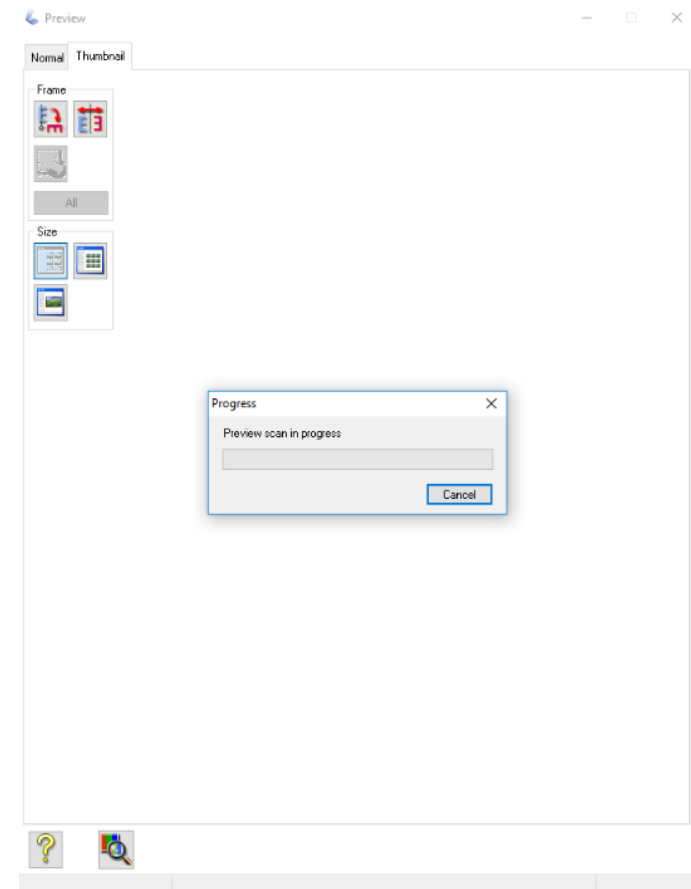 Preview
Normal Thumbnail
Frame
All
Size
Progress
Preview scan in progress
Cancel